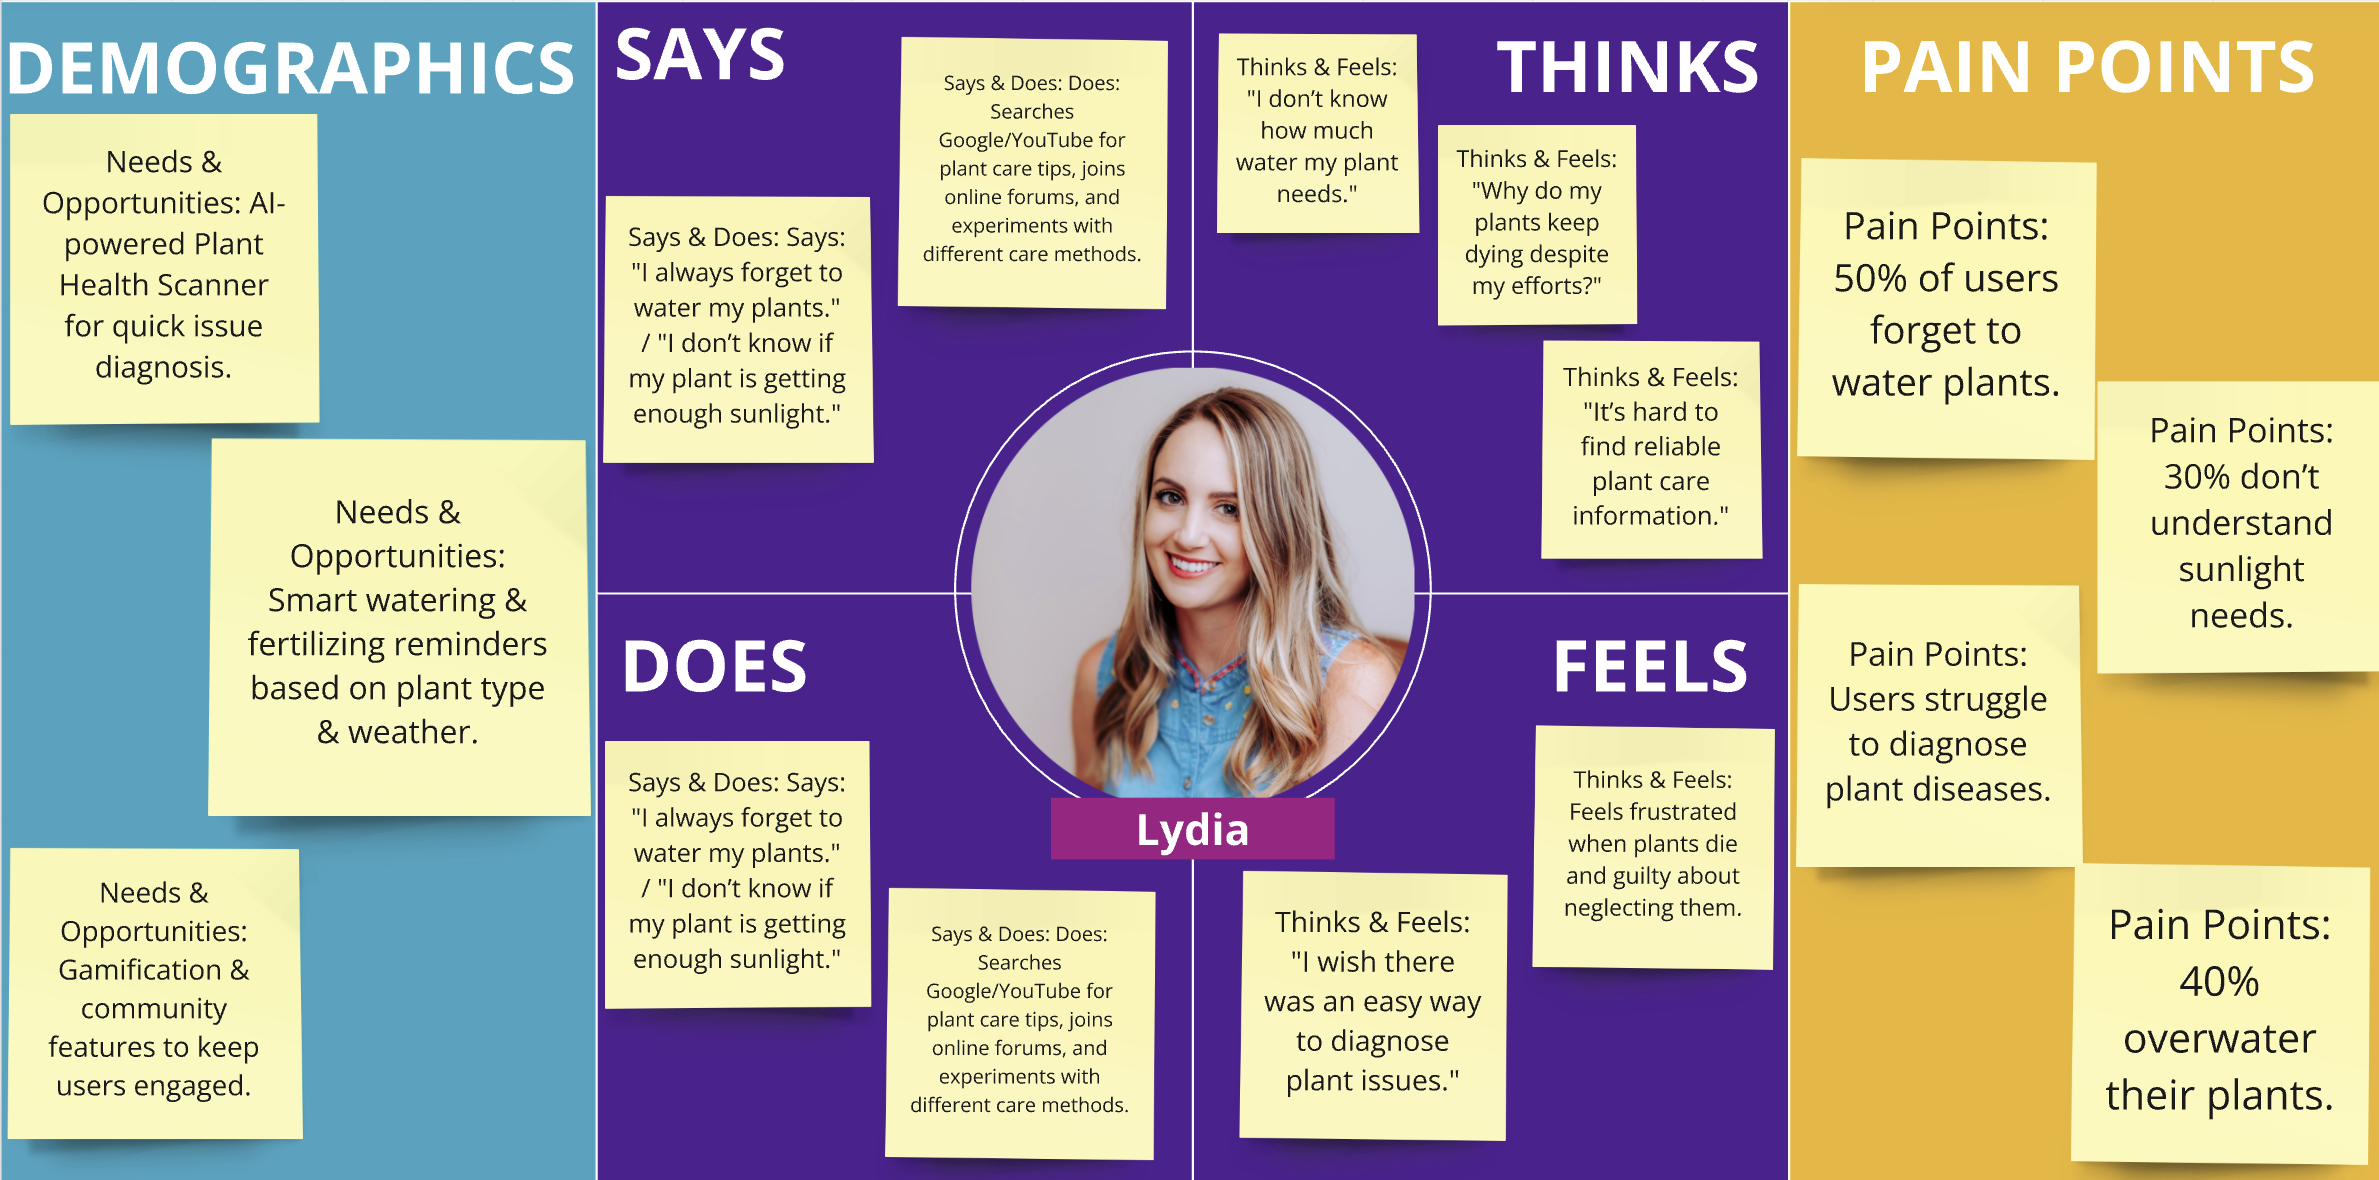 DEMOGRAPHICS
Needs &
Opportunities: AI-
powered Plant
Health Scanner
for quick issue
diagnosis.
Needs &
Opportunities:
Smart watering &
fertilizing reminders
based on plant type
& weather.
Needs &
Opportunities:
Gamification &
community
features to keep
users engaged.
SAYS
Says & Does: Says:
"I always forget to
water my plants."
/ "I don’t know if
my plant is getting
enough sunlight."
Says & Does: Does:
Searches
Google/YouTube for
plant care tips, joins
online forums, and
experiments with
different care methods.
THINKS
Thinks & Feels:
"I don’t know
how much
water my plant
needs."
Thinks & Feels:
"Why do my
plants keep
dying despite
my efforts?"
Thinks & Feels:
"It’s hard to
find reliable
plant care
information."
DOES
Says & Does: Says:
"I always forget to
water my plants."
/ "I don’t know if
my plant is getting
enough sunlight."
Says & Does: Does:
Searches
Google/YouTube for
plant care tips, joins
online forums, and
experiments with
different care methods.
Lydia
FEELS
Thinks & Feels:
Feels frustrated
when plants die
and guilty about
neglecting them.
Thinks & Feels:
"I wish there
was an easy way
to diagnose
plant issues."
PAIN POINTS
Pain Points:
50% of users
forget to
water plants.
Pain Points:
30% don’t
understand
sunlight
needs.
Pain Points:
Users struggle
to diagnose
plant diseases.
Pain Points:
40%
overwater
their plants.